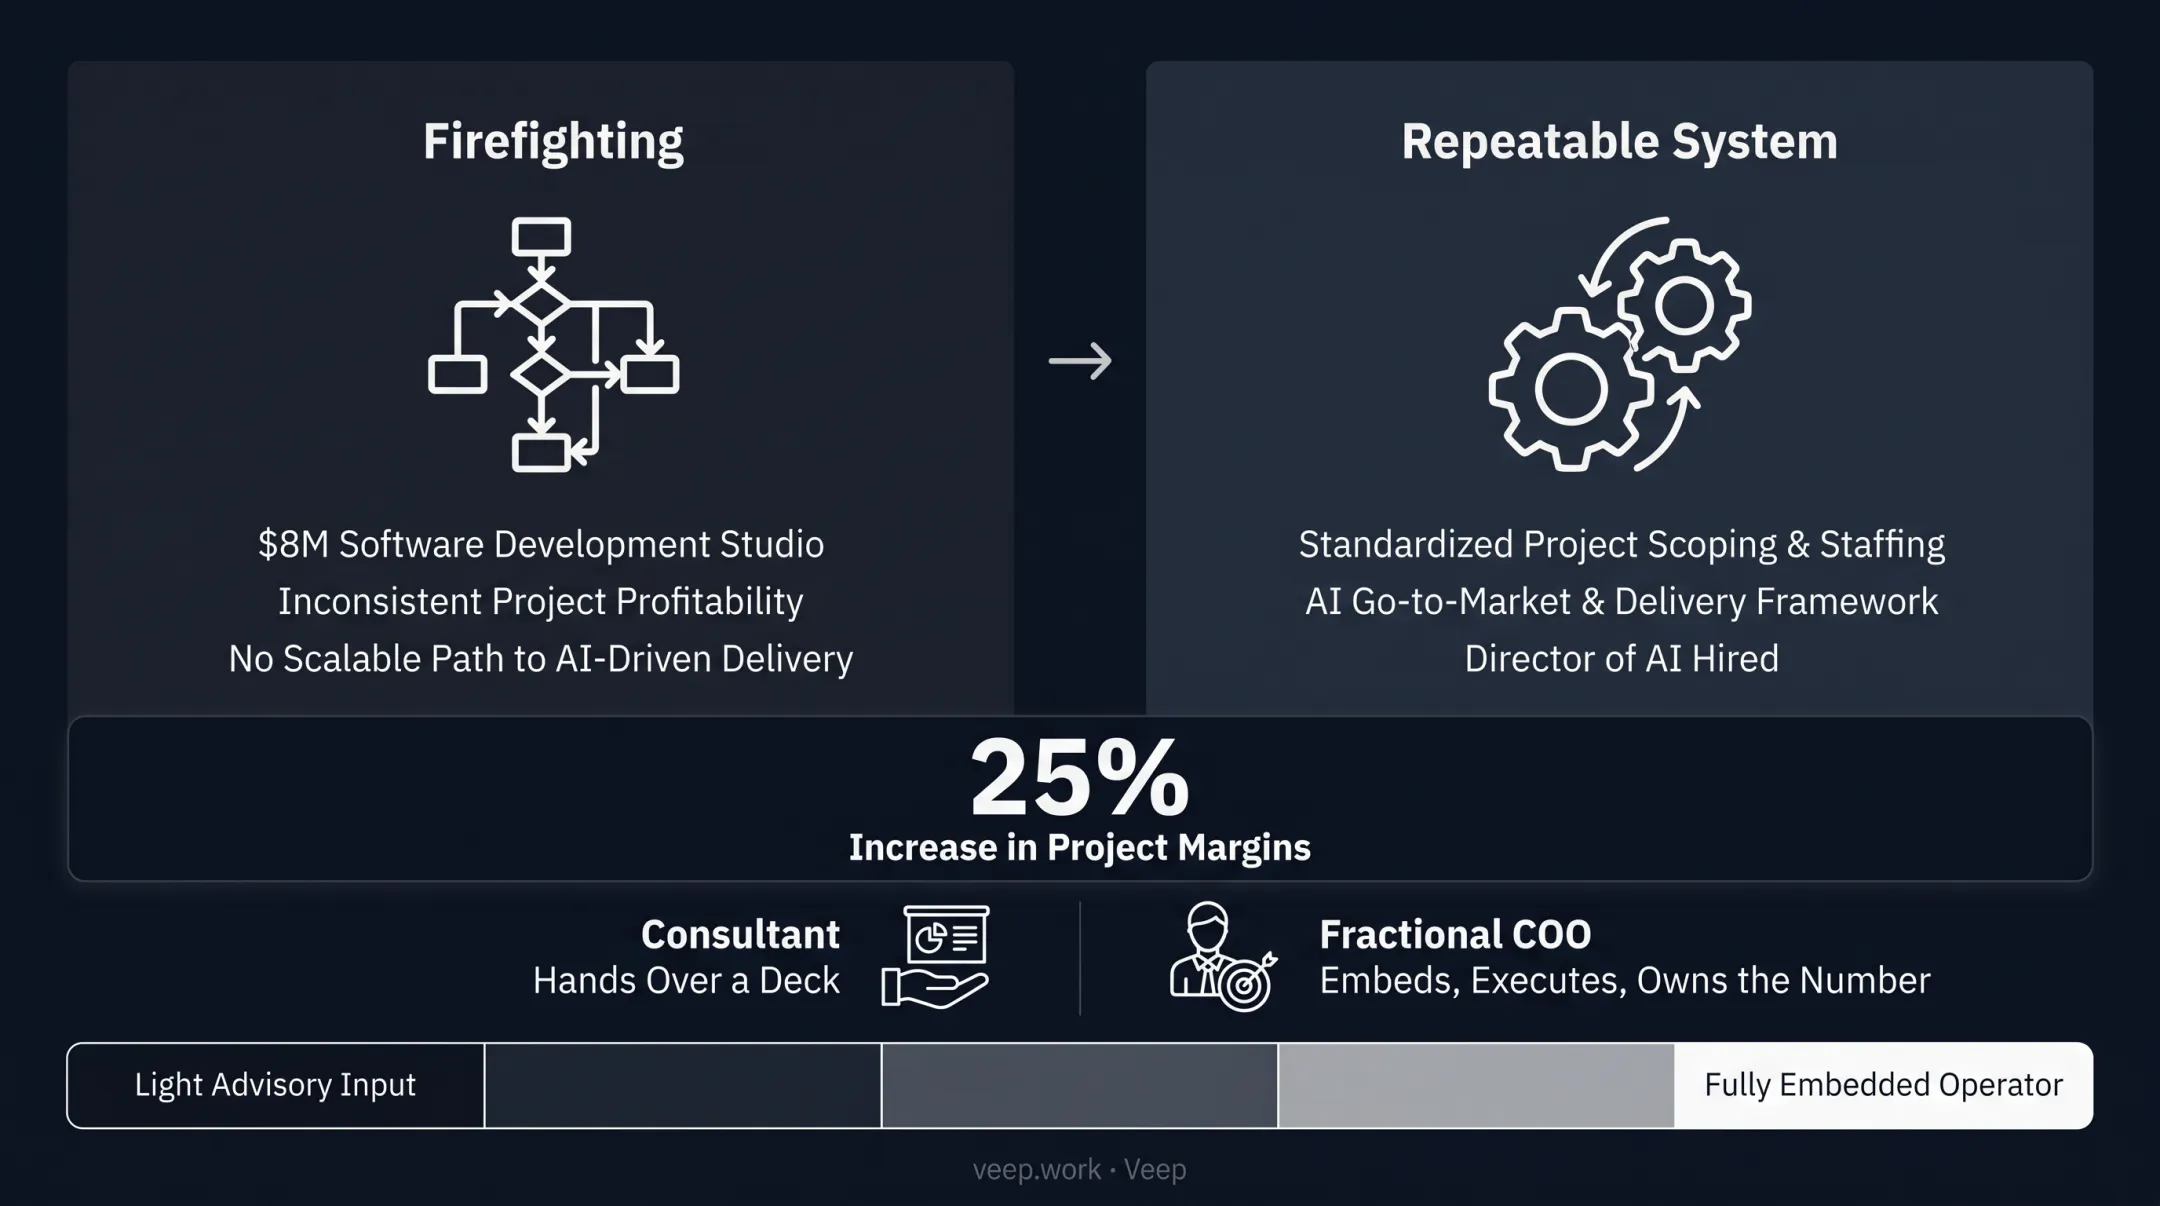 Firefighting
$8M Software Development Studio
Inconsistent Project Profitability
No Scalable Path to AI-Driven Delivery
Repeatable System
Standardized Project Scoping & Staffing
AI Go-to-Market & Delivery Framework
Director of AI Hired
25%
Increase in Project Margins
Consultant
Hands Over a Deck
Fractional COO
Embeds, Executes, Owns the Number
Light Advisory Input
Fully Embedded Operator
veep.work · Veep